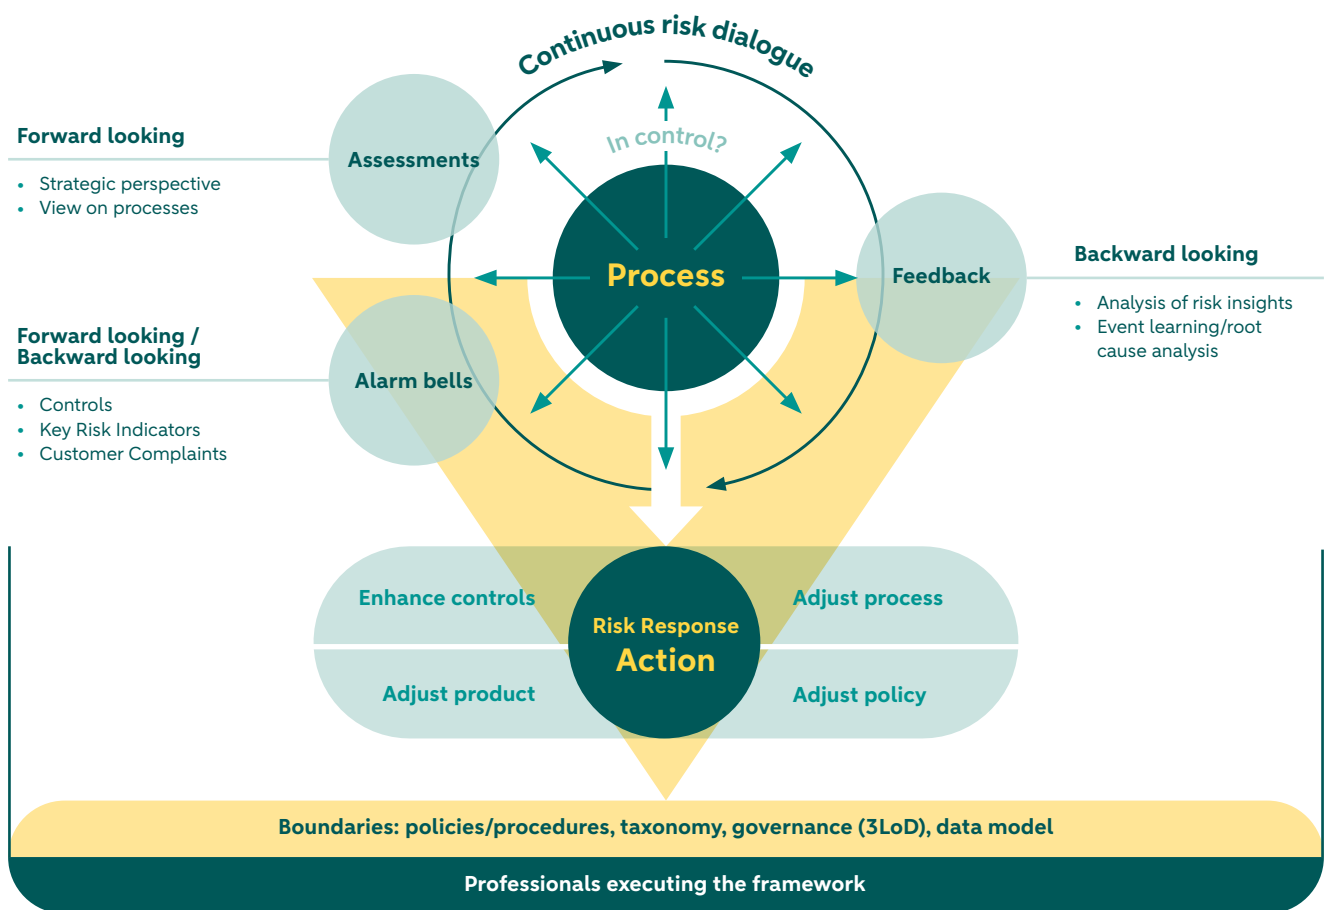 Continuous risk dialogue
In control?
Process
Forward looking
Assessments
• Strategic perspective
• View on processes
Forward looking /
Backward looking
Alarm bells
• Controls
• Key Risk Indicators
• Customer Complaints
Feedback
Backward looking
• Analysis of risk insights
• Event learning/root
cause analysis
Enhance controls
Adjust process
Risk Response
Action
Adjust product
Adjust policy
Boundaries: policies/procedures, taxonomy, governance (3LoD), data model
Professionals executing the framework